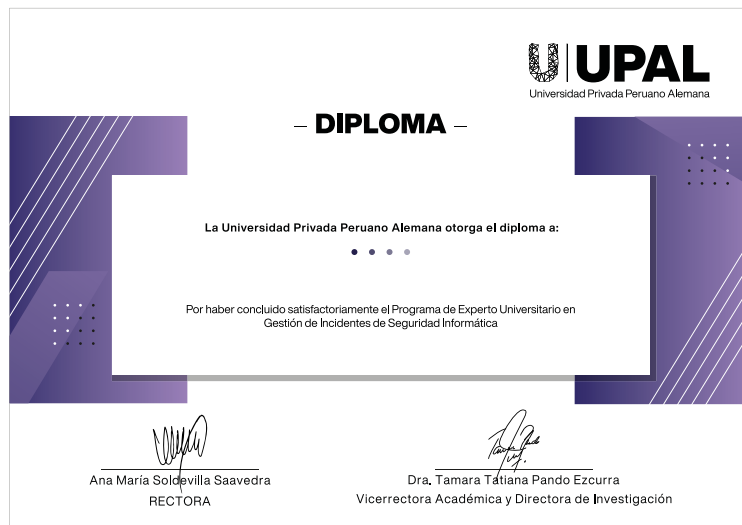 UPAL
Universidad Privada Peruano Alemana
– DIPLOMA –
La Universidad Privada Peruano Alemana otorga el diploma a:
Por haber concluido satisfactoriamente el Programa de Experto Universitario en
Gestión de Incidentes de Seguridad Informática
Ana María Soldevilla Saavedra
RECTORA
Dra. Tamara Tatiana Pando Ezcurra
Vicerrectora Académica y Directora de Investigación